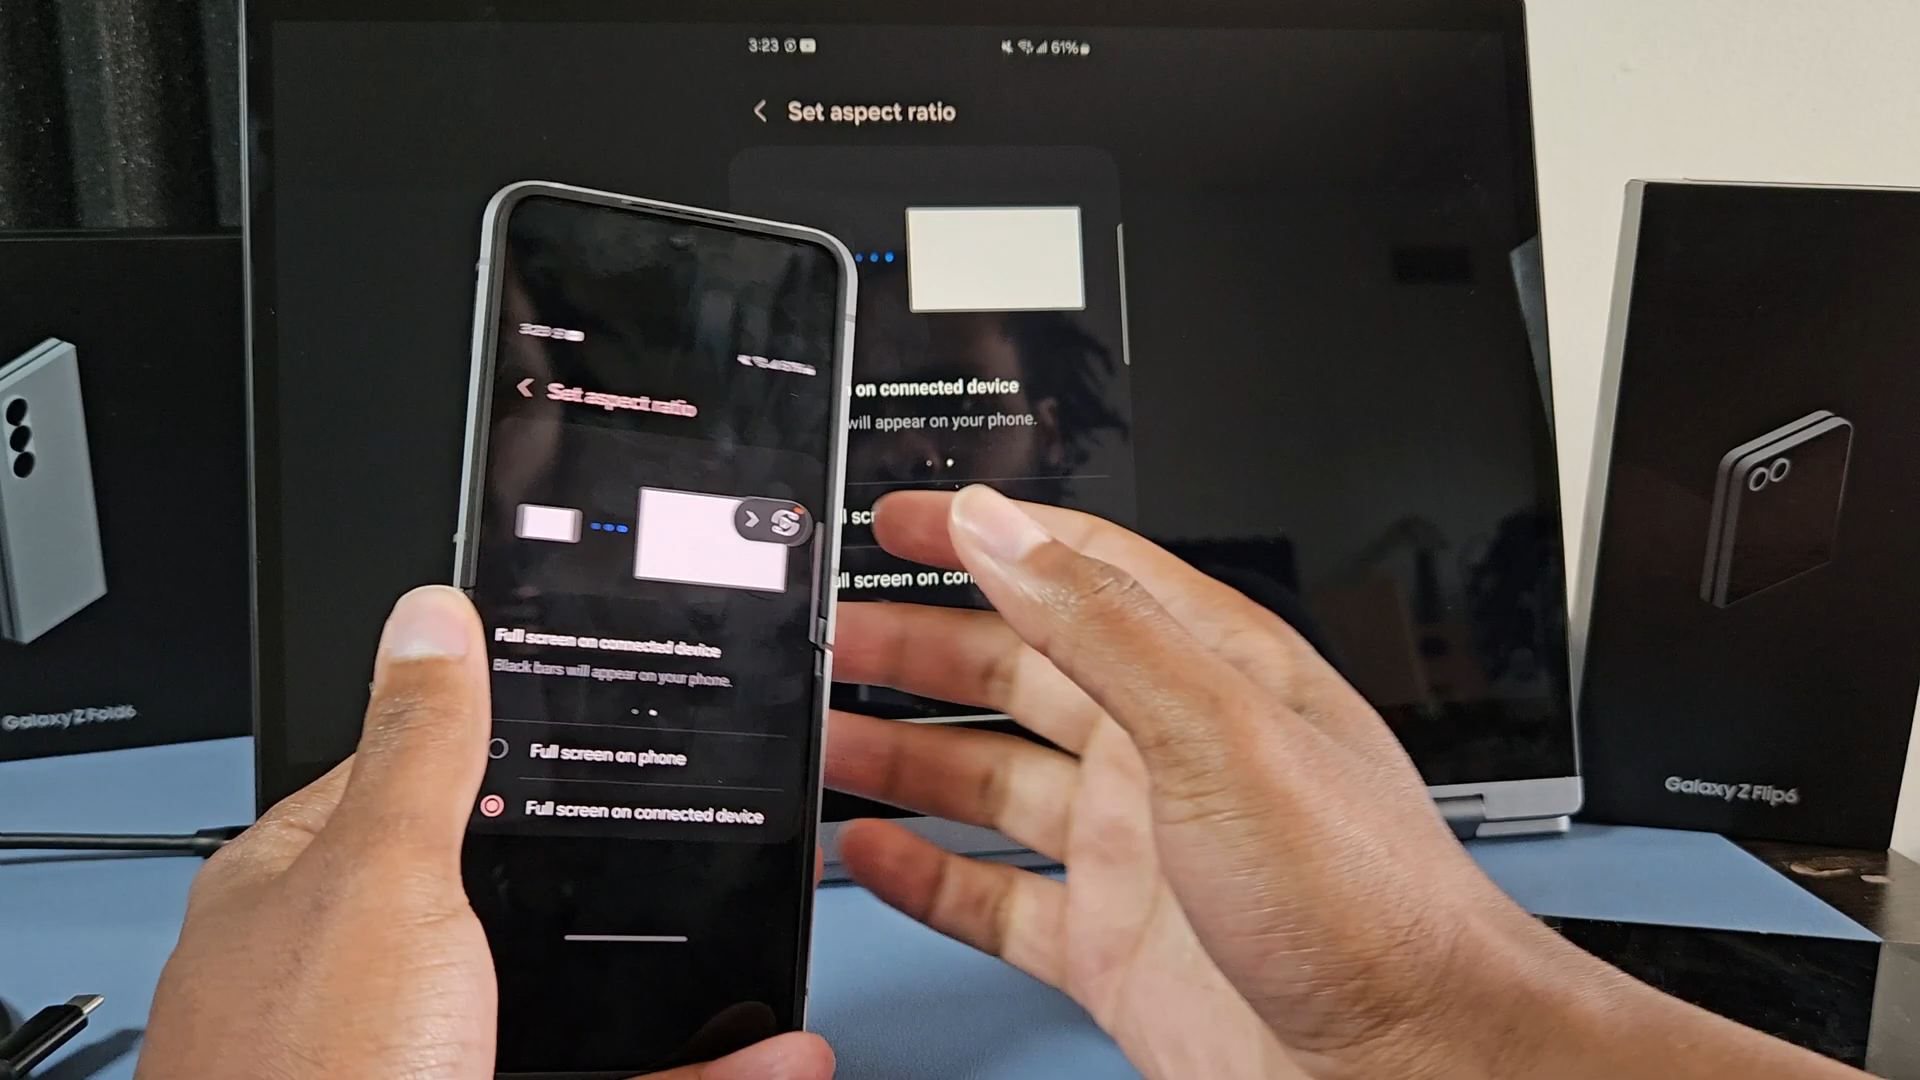 3:23
61%
Set aspect ratio
on connected device
will appear on your phone.
ll screen on con
Set aspect ratio
Full screen on connected device
Black bars will appear on your phone.
Full screen on phone
Full screen on connected device
Galaxy Z Fold6
Galaxy Z Flip6